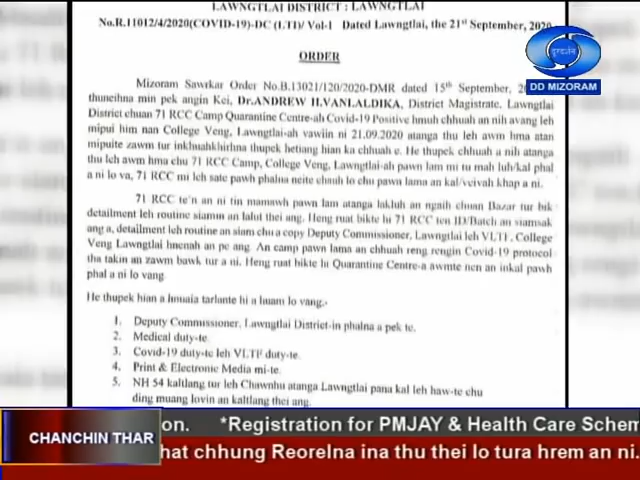 LAWNGTLAI DISTRICT : LAWNGTLAI
No.R.11012/4/2020(COVID-19)-DC (LTI)/ Vol-1 Dated Lawngtlai, the 21st September, 2020
ORDER
Mizoram Sawrkar Order No.B.13021/120/2020-DMR dated 15th September, 
thuneihna min pek angin Kei, Dr.ANDREW H.VANLALDIKA, District Magistrate, Lawngtlai
District chuan 71 RCC Camp Quarantine Centre-ah Covid-19 Positive hmuh chhuah an nih avang leh
mipui him nan College Veng, Lawngtlai-ah vawiin ni 21.09.2020 atanga thu leh awm hma atan
mipuite zawm tur inkhuahkhirhna thupek hetiang hian ka chhuah e. He thupek chhuah a nih atanga
thu leh awm hma chu 71 RCC Camp, College Veng, Lawngtlai-ah pawn lam mi tu mah luh/kal phal
a ni lo va, 71 RCC mi leh sate pawh phalna neite chauh lo chu pawn lama an kal/veivah khap a ni.
71 RCC te'n an ni tin mamawh pawn lam atanga lakluh an ngaih chuan Bazar tur bik
detailment leh routine siamin an lalut thei ang. Heng ruat bikte hi 71 RCC ten ID/Batch an siamsak
ang a, detailment leh routine an siam chu a copy Deputy Commissioner, Lawngtlai leh VLTF, College
Veng Lawngtlai hnenah an pe ang. An camp pawn lama an chhuah reng rengin Covid-19 protocol
tha takin an zawm bawk tur a ni. Heng ruat bikte hi Quarantine Centre-a awmte nen an inkal pawh
phal a ni lo vang.
He thupek hian a hnuaia tarlante hi a huam lo vang.-
1. Deputy Commissioner, Lawngtlai District-in phalna a pek te.
2. Medical duty-te.
3. Covid-19 duty-te leh VLTF duty-te.
4. Print & Electronic Media mi-te.
5. NH 54 kaltlang tur leh Chawnhu atanga Lawngtlai pana kal leh haw-te chu
ding muang lovin an kaltlang thei ang.
दूरदर्शन
DD MIZORAM
CHANCHIN THAR
on. *Registration for PMJAY & Health Care Schem
hat chhung Reorelna ina thu thei lo tura hrem an ni.